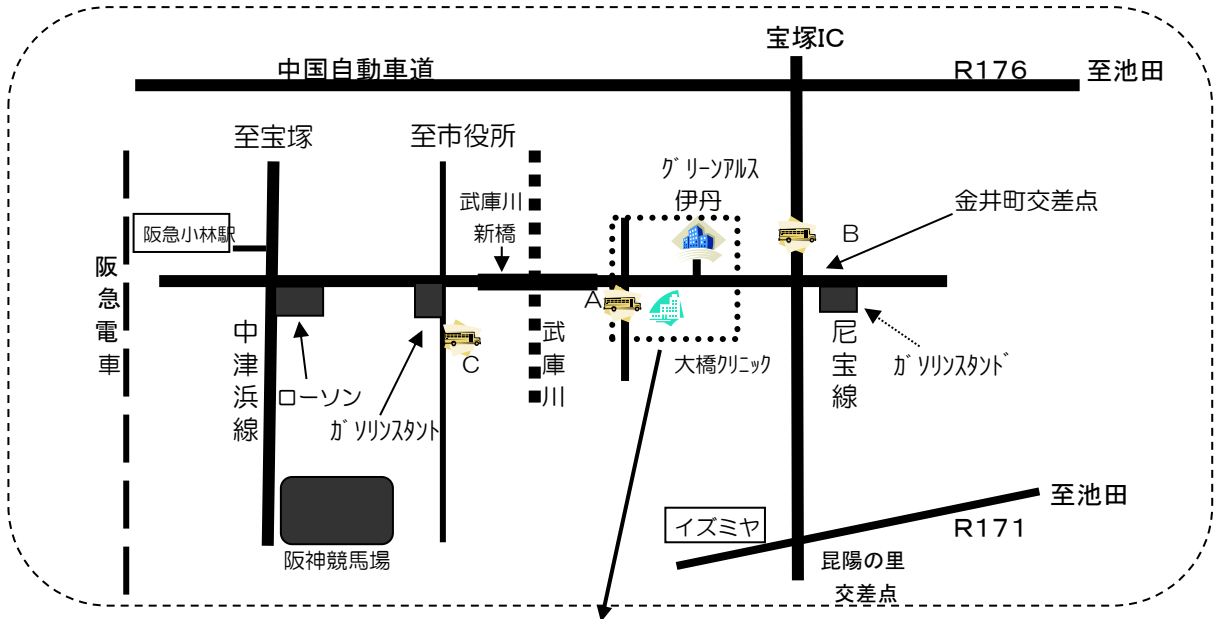 宝塚IC
中国自動車道
R176
至池田
至宝塚
至市役所
グリーンアルス
伊丹
武庫川
新橋
金井町交差点
阪急小林駅
B
阪急電車
A
中津浜線
C
武庫川
大橋クリニック
尼宝線
ガソリンスタンド
ローソン
ガソリンスタント
阪神競馬場
イズミヤ
至池田
R171
昆陽の里
交差点